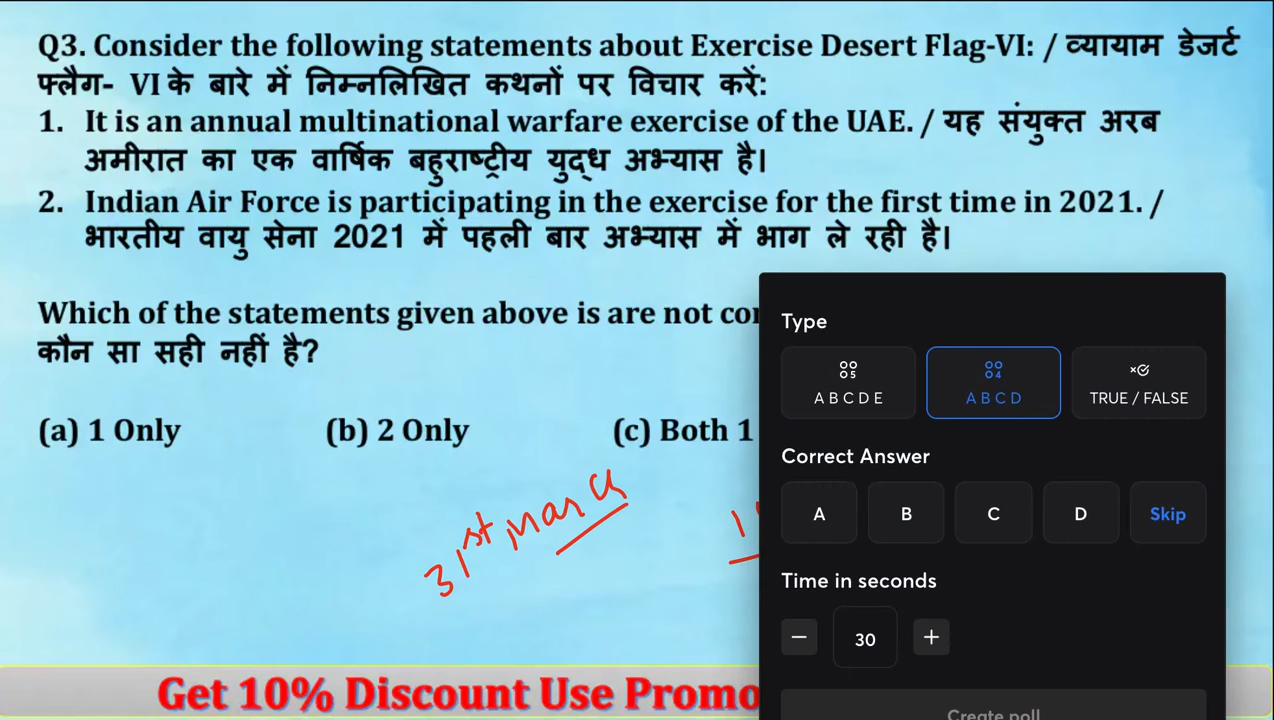 Q3. Consider the following statements about Exercise Desert Flag-VI: / व्यायाम डेजर्ट
फ्लैग- VI के बारे में निम्नलिखित कथनों पर विचार करें:
1. It is an annual multinational warfare exercise of the UAE. / यह संयुक्त अरब
अमीरात का एक वार्षिक बहुराष्ट्रीय युद्ध अभ्यास है।
2. Indian Air Force is participating in the exercise for the first time in 2021. /
भारतीय वायु सेना 2021 में पहली बार अभ्यास में भाग ले रही है।
Which of the statements given above is are not
कौन सा सही नहीं है?
(a) 1 Only (b) 2 Only (c) Both 1
31st March
Type
5
A B C D E
4
A B C D
TRUE / FALSE
Correct Answer
A B C D Skip
Time in seconds
− 30 +
Create poll
Get 10% Discount Use